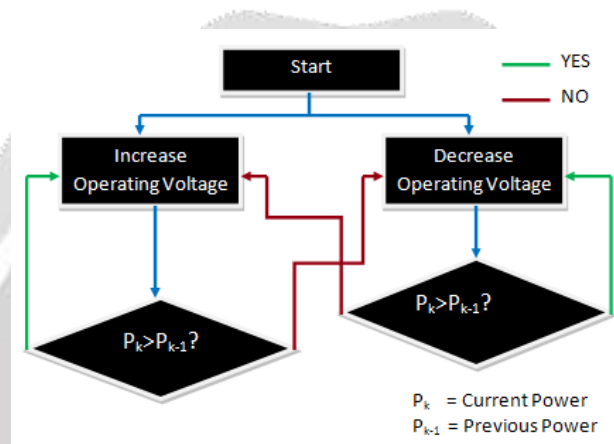 Start
YES
NO
Increase
Operating Voltage
Decrease
Operating Voltage
Pₖ>Pₖ₋₁?
Pₖ>Pₖ₋₁?
Pₖ = Current Power
Pₖ₋₁ = Previous Power